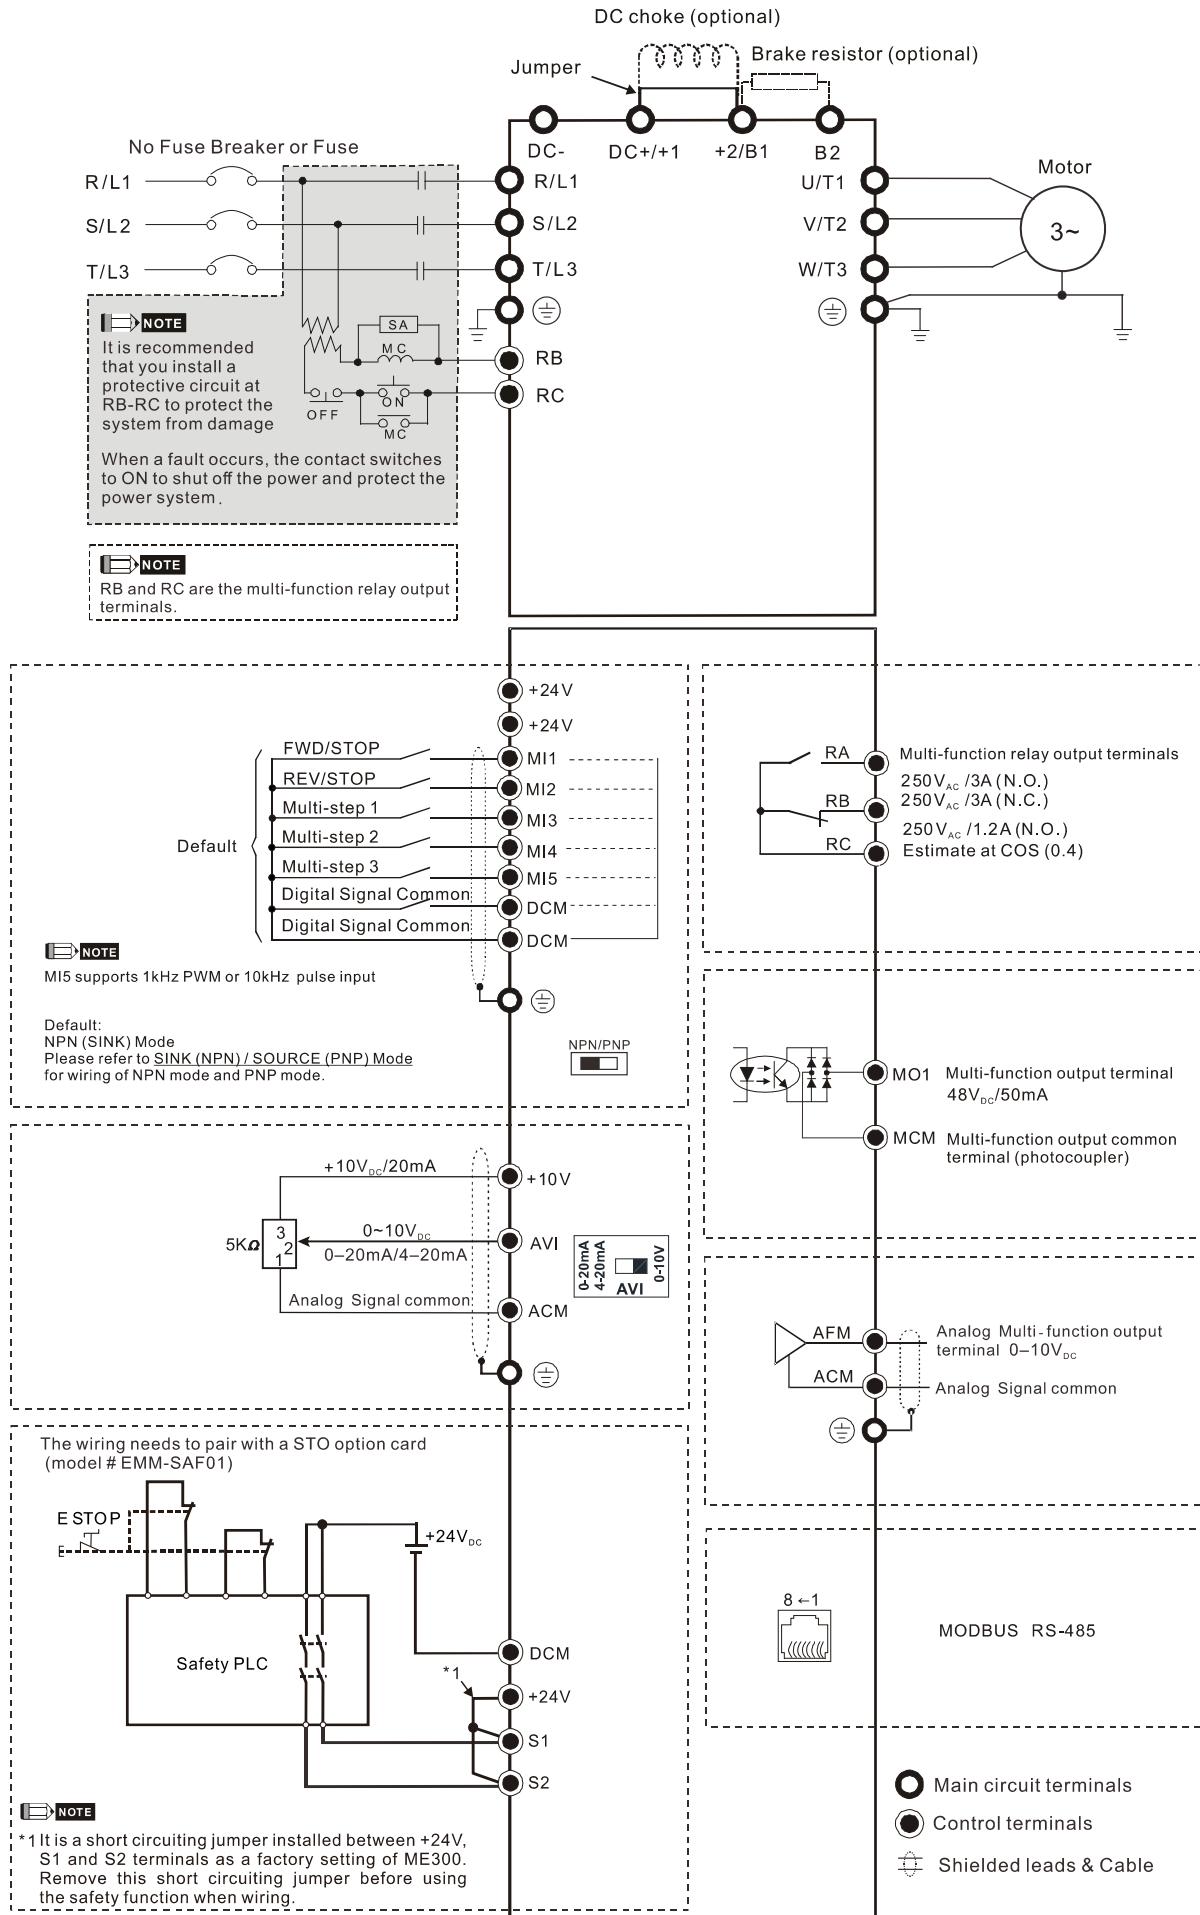 DC choke (optional)
Brake resistor (optional)
Jumper
DC-
DC+/+1
+2/B1
B2
No Fuse Breaker or Fuse
Motor
R/L1
R/L1
U/T1
S/L2
S/L2
V/T2
3~
T/L3
T/L3
W/T3
NOTE
It is recommended
that you install a
protective circuit at
RB-RC to protect the
system from damage
When a fault occurs, the contact switches
to ON to shut off the power and protect the
power system.
SA
MC
RB
OFF
ON
RC
MC
NOTE
RB and RC are the multi-function relay output
terminals.
+24V
+24V
FWD/STOP
MI1
REV/STOP
MI2
Multi-step 1
MI3
Default
Multi-step 2
MI4
Multi-step 3
MI5
Digital Signal Common
DCM
Digital Signal Common
DCM
NOTE
MI5 supports 1kHz PWM or 10kHz pulse input
Default:
NPN (SINK) Mode
Please refer to SINK (NPN) / SOURCE (PNP) Mode
for wiring of NPN mode and PNP mode.
NPN/PNP
RA
Multi-function relay output terminals
250VAC /3A (N.O.)
RB
250VAC /3A (N.C.)
250VAC /1.2A (N.O.)
RC
Estimate at COS (0.4)
MO1
Multi-function output terminal
48VDC/50mA
MCM
Multi-function output common
terminal (photocoupler)
+10VDC/20mA
+10V
5KΩ
3
2
1
0~10VDC
0–20mA/4–20mA
AVI
0-20mA
4-20mA
AVI
0-10V
Analog Signal common
ACM
AFM
Analog Multi-function output
terminal 0–10VDC
ACM
Analog Signal common
The wiring needs to pair with a STO option card
(model # EMM-SAF01)
E STOP
+24VDC
Safety PLC
DCM
*1
+24V
S1
S2
NOTE
*1 It is a short circuiting jumper installed between +24V,
S1 and S2 terminals as a factory setting of ME300.
Remove this short circuiting jumper before using
the safety function when wiring.
8←1
MODBUS RS-485
Main circuit terminals
Control terminals
Shielded leads & Cable